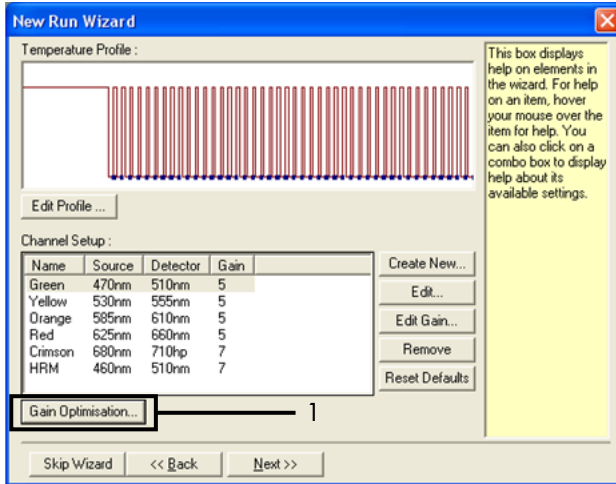 New Run Wizard
Temperature Profile :
This box displays
help on elements in
the wizard. For help
on an item, hover
your mouse over the
item for help. You
can also click on a
combo box to display
help about its
available settings.
Edit Profile ...
Channel Setup :
Name Source Detector Gain
Green 470nm 510nm 5
Yellow 530nm 555nm 5
Orange 585nm 610nm 5
Red 625nm 660nm 5
Crimson 680nm 710hp 7
HRM 460nm 510nm 7
Create New...
Edit...
Edit Gain...
Remove
Reset Defaults
Gain Optimisation...
1
Skip Wizard
<< Back
Next >>